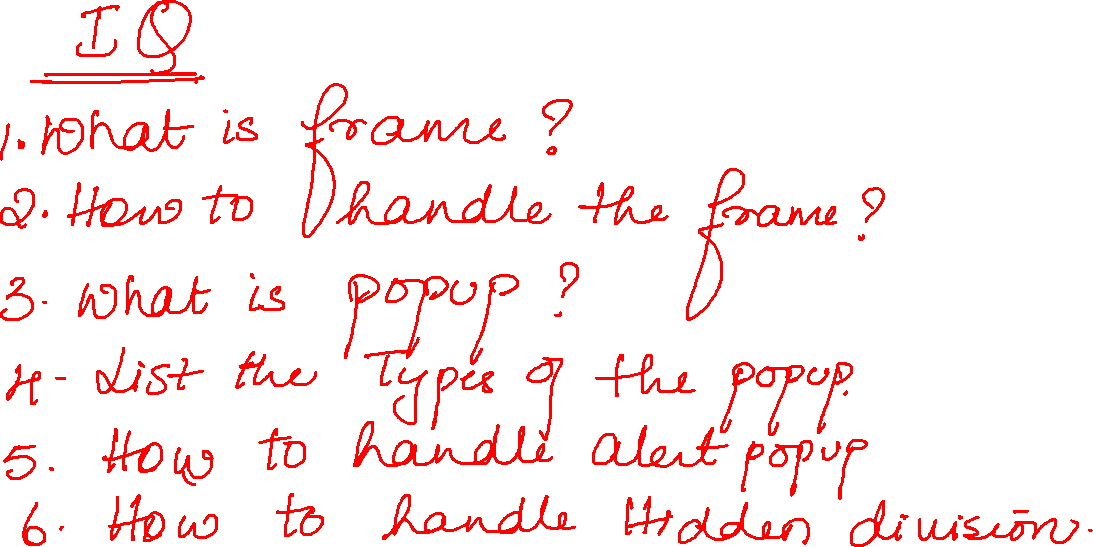 IQ
1. What is frame?
2. How to handle the frame?
3. What is popup?
4- List the Types of the popup.
5. How to handle alert popup
6. How to handle Hidden division.